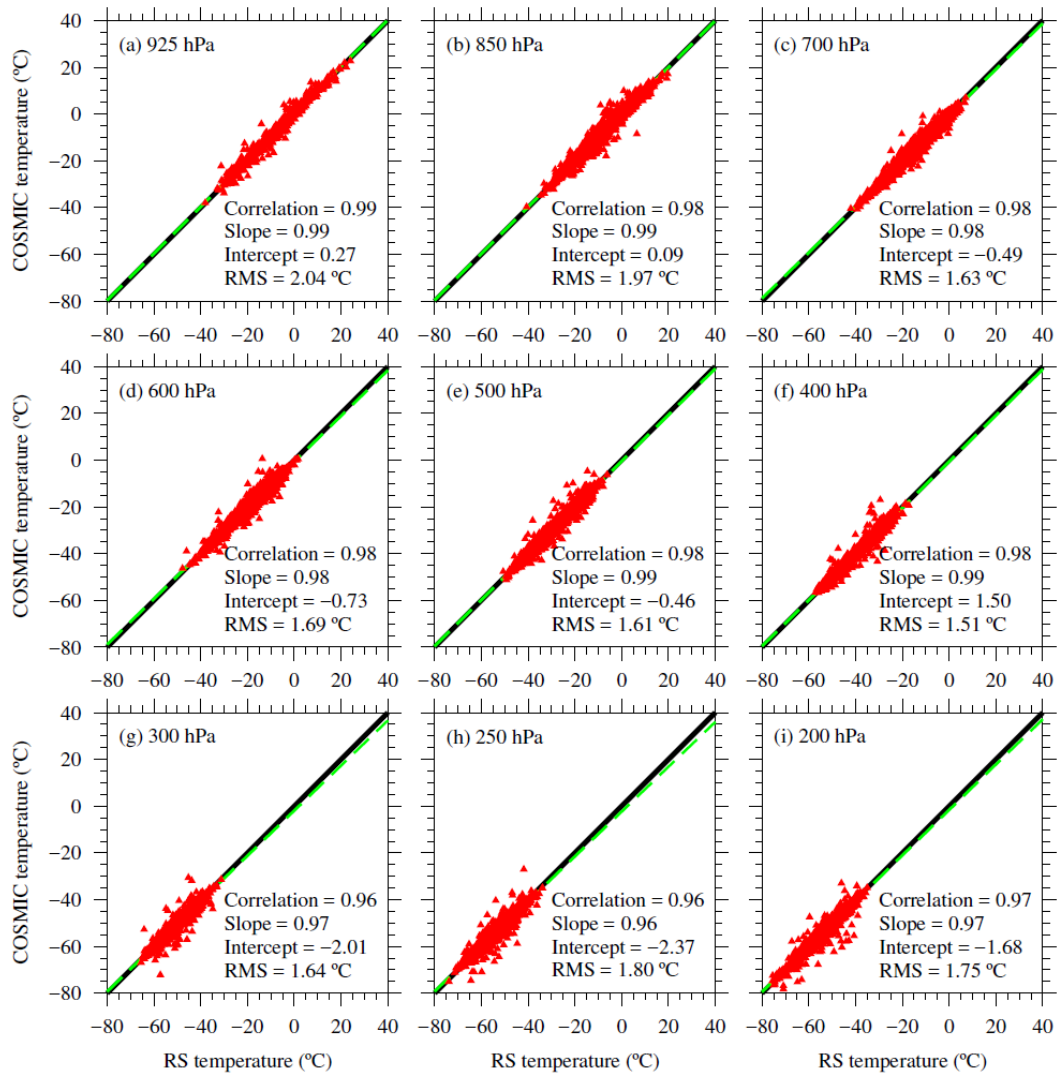 COSMIC temperature (ºC)
40
20
0
−20
−40
−60
−80
(a) 925 hPa
Correlation = 0.99
Slope = 0.99
Intercept = 0.27
RMS = 2.04 ºC
−80 −60 −40 −20 0 20 40
(b) 850 hPa
Correlation = 0.98
Slope = 0.99
Intercept = 0.09
RMS = 1.97 ºC
−80 −60 −40 −20 0 20 40
(c) 700 hPa
Correlation = 0.98
Slope = 0.98
Intercept = −0.49
RMS = 1.63 ºC
−80 −60 −40 −20 0 20 40
COSMIC temperature (ºC)
40
20
0
−20
−40
−60
−80
(d) 600 hPa
Correlation = 0.98
Slope = 0.98
Intercept = −0.73
RMS = 1.69 ºC
−80 −60 −40 −20 0 20 40
(e) 500 hPa
Correlation = 0.98
Slope = 0.99
Intercept = −0.46
RMS = 1.61 ºC
−80 −60 −40 −20 0 20 40
(f) 400 hPa
Correlation = 0.98
Slope = 0.99
Intercept = 1.50
RMS = 1.51 ºC
−80 −60 −40 −20 0 20 40
COSMIC temperature (ºC)
40
20
0
−20
−40
−60
−80
(g) 300 hPa
Correlation = 0.96
Slope = 0.97
Intercept = −2.01
RMS = 1.64 ºC
−80 −60 −40 −20 0 20 40
RS temperature (ºC)
(h) 250 hPa
Correlation = 0.96
Slope = 0.96
Intercept = −2.37
RMS = 1.80 ºC
−80 −60 −40 −20 0 20 40
RS temperature (ºC)
(i) 200 hPa
Correlation = 0.97
Slope = 0.97
Intercept = −1.68
RMS = 1.75 ºC
−80 −60 −40 −20 0 20 40
RS temperature (ºC)